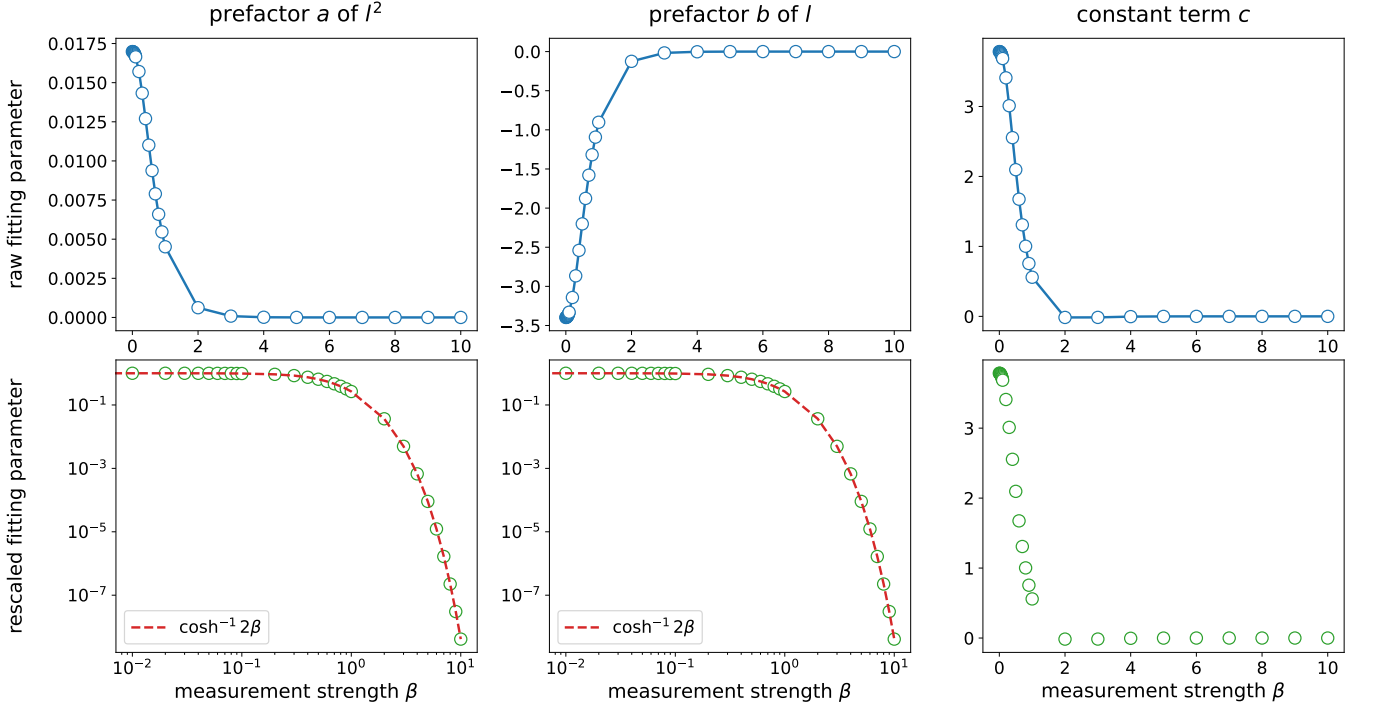 prefactor a of l²
prefactor b of l
constant term c
raw fitting parameter
0.0175
0.0150
0.0125
0.0100
0.0075
0.0050
0.0025
0.0000
0 2 4 6 8 10
0.0
−0.5
−1.0
−1.5
−2.0
−2.5
−3.0
−3.5
0 2 4 6 8 10
3
2
1
0
0 2 4 6 8 10
rescaled fitting parameter
10⁻¹
10⁻³
10⁻⁵
10⁻⁷
cosh⁻¹ 2β
10⁻² 10⁻¹ 10⁰ 10¹
measurement strength β
10⁻¹
10⁻³
10⁻⁵
10⁻⁷
cosh⁻¹ 2β
10⁻² 10⁻¹ 10⁰ 10¹
measurement strength β
3
2
1
0
0 2 4 6 8 10
measurement strength β